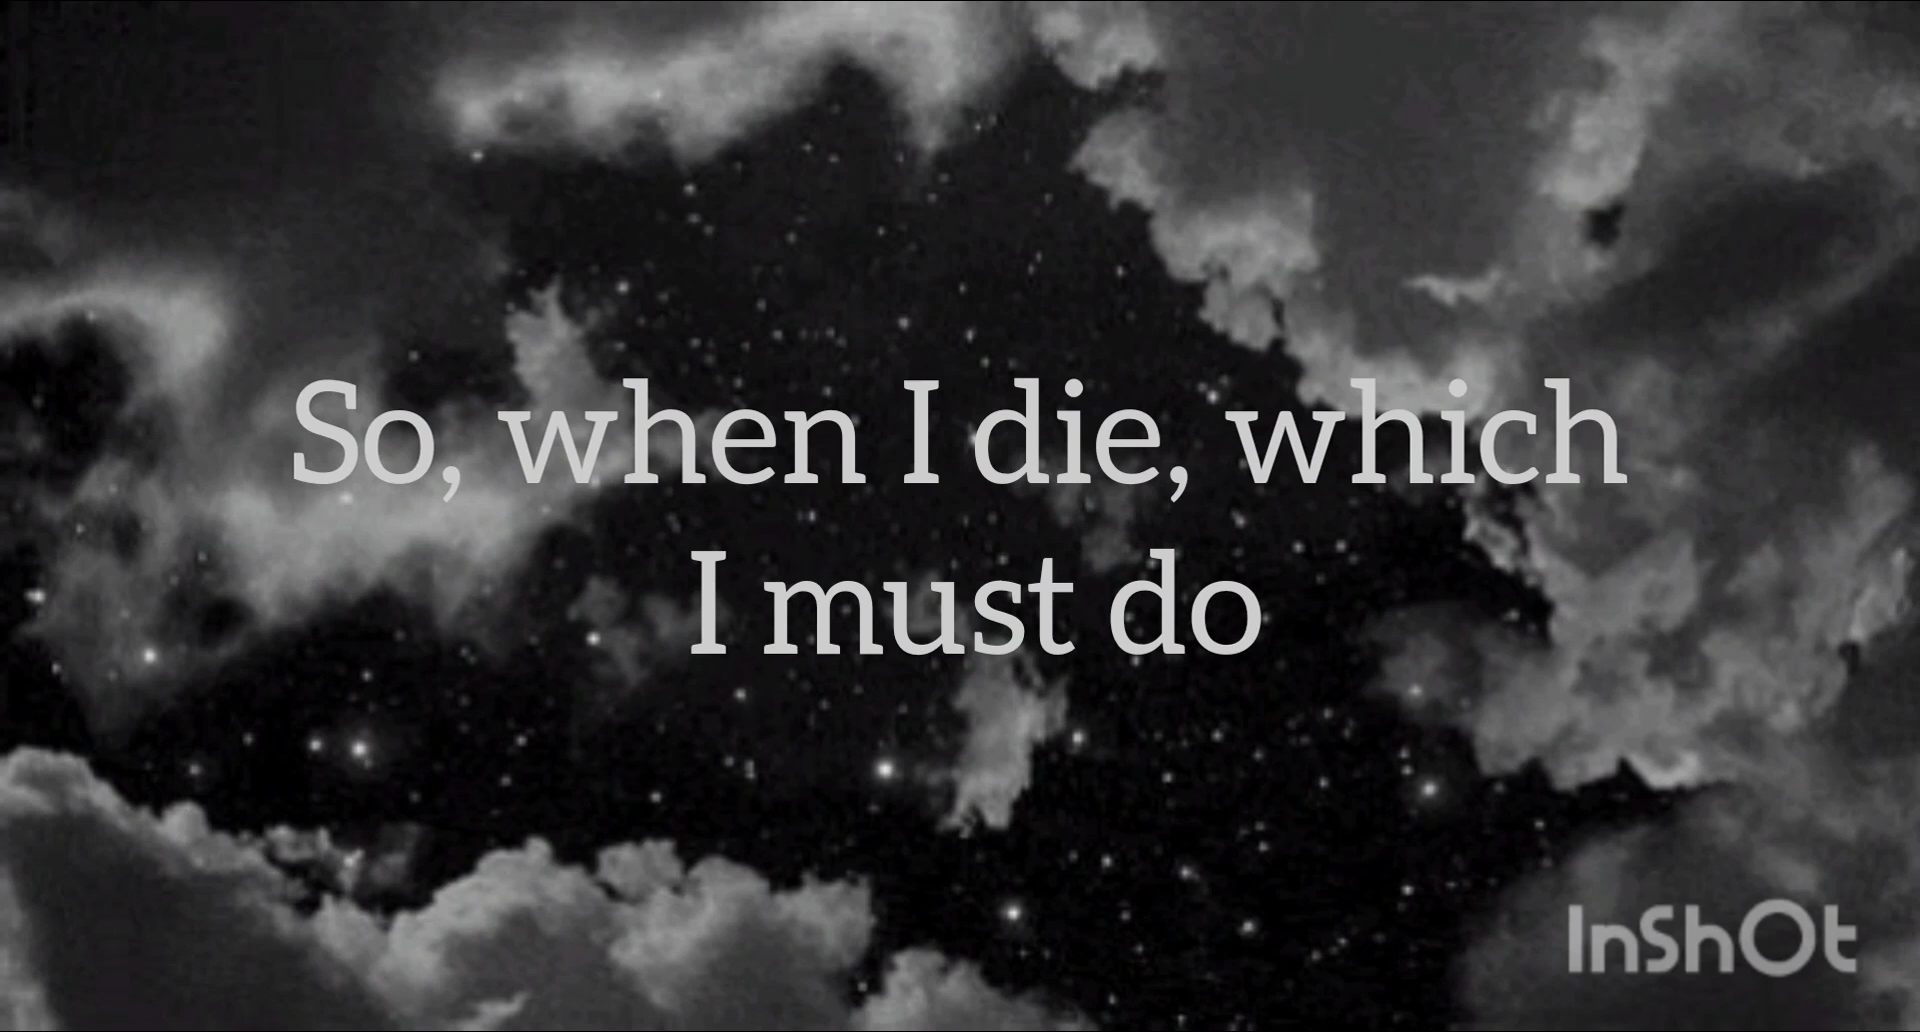 So, when I die, which
I must do
InShOt